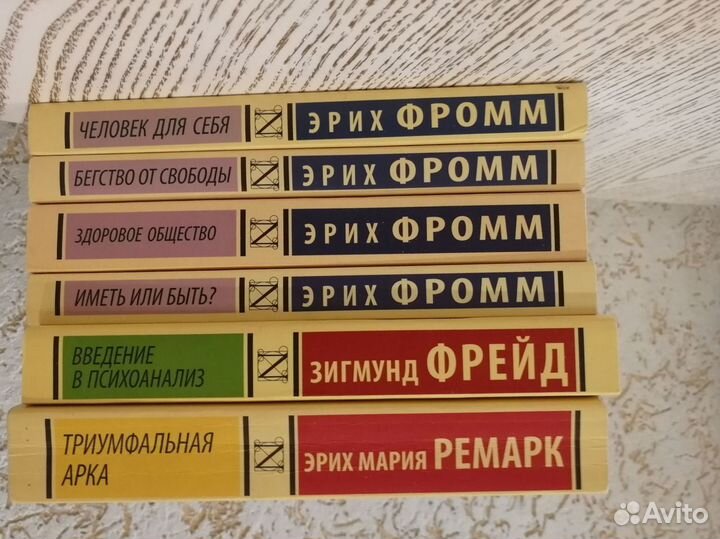 ЧЕЛОВЕК ДЛЯ СЕБЯ ЭРИХ ФРОММ
БЕГСТВО ОТ СВОБОДЫ ЭРИХ ФРОММ
ЗДОРОВОЕ ОБЩЕСТВО ЭРИХ ФРОММ
ИМЕТЬ ИЛИ БЫТЬ? ЭРИХ ФРОММ
ВВЕДЕНИЕ
В ПСИХОАНАЛИЗ
ЗИГМУНД ФРЕЙД
ТРИУМФАЛЬНАЯ
АРКА
ЭРИХ МАРИЯ РЕМАРК
Avito